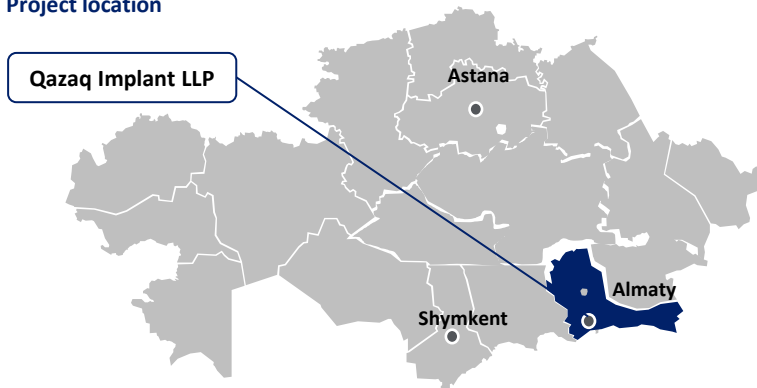 Project location
Qazaq Implant LLP
Astana
Almaty
Shymkent